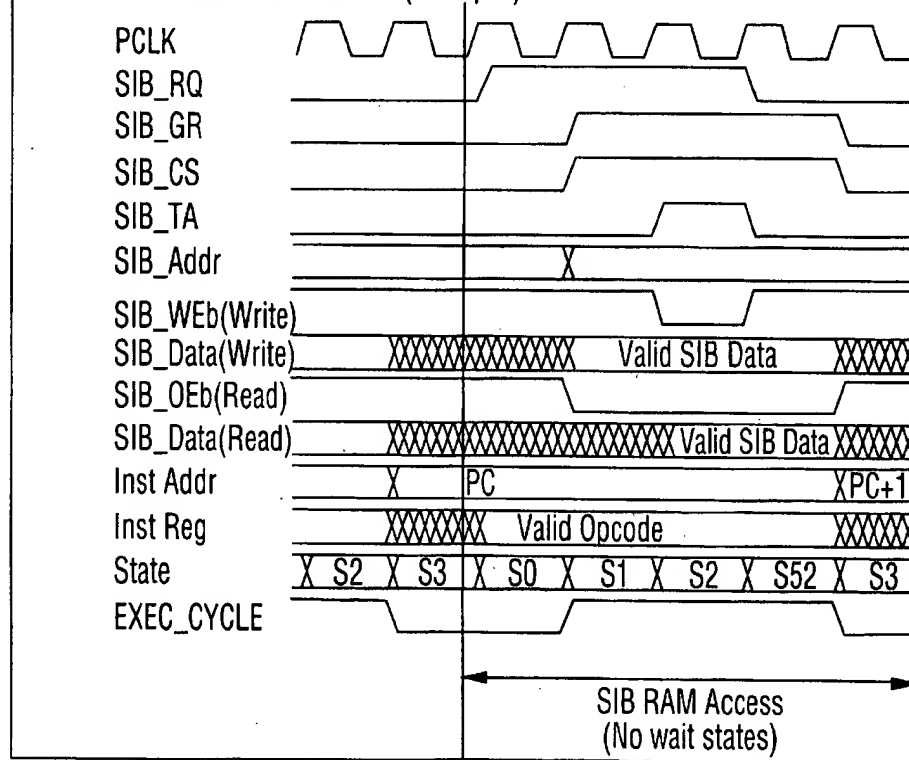 PCLK
SIB_RQ
SIB_GR
SIB_CS
SIB_TA
SIB_Addr
SIB_WEb(Write)
SIB_Data(Write) Valid SIB Data
SIB_OEb(Read)
SIB_Data(Read) Valid SIB Data
Inst Addr PC PC+1
Inst Reg Valid Opcode
State S2 S3 S0 S1 S2 S52 S3
EXEC_CYCLE
SIB RAM Access
(No wait states)